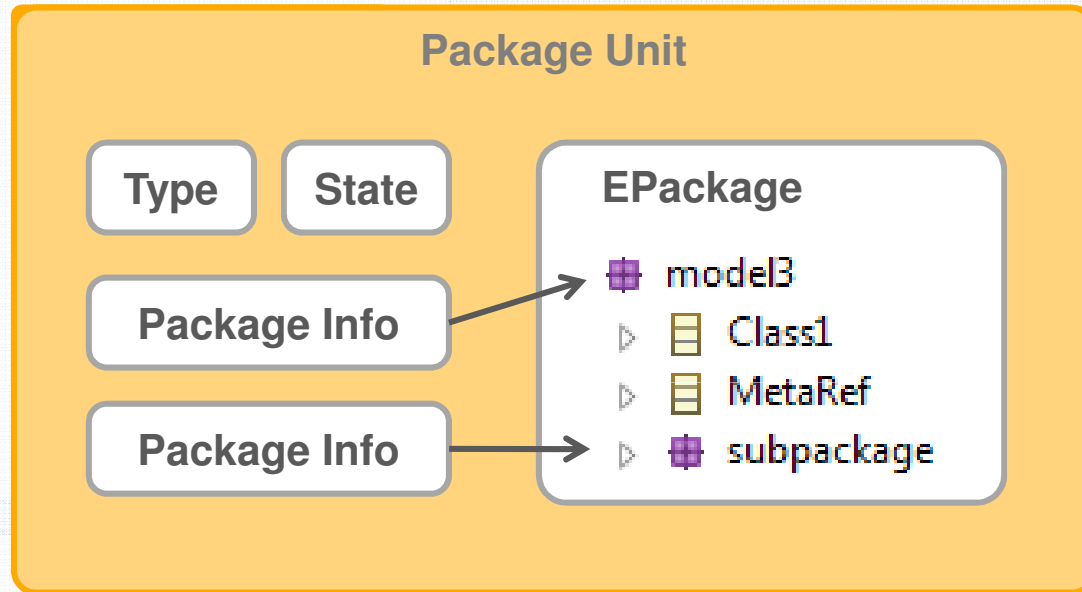 Package Unit
Type
State
Package Info
Package Info
EPackage
model3
Class1
MetaRef
subpackage